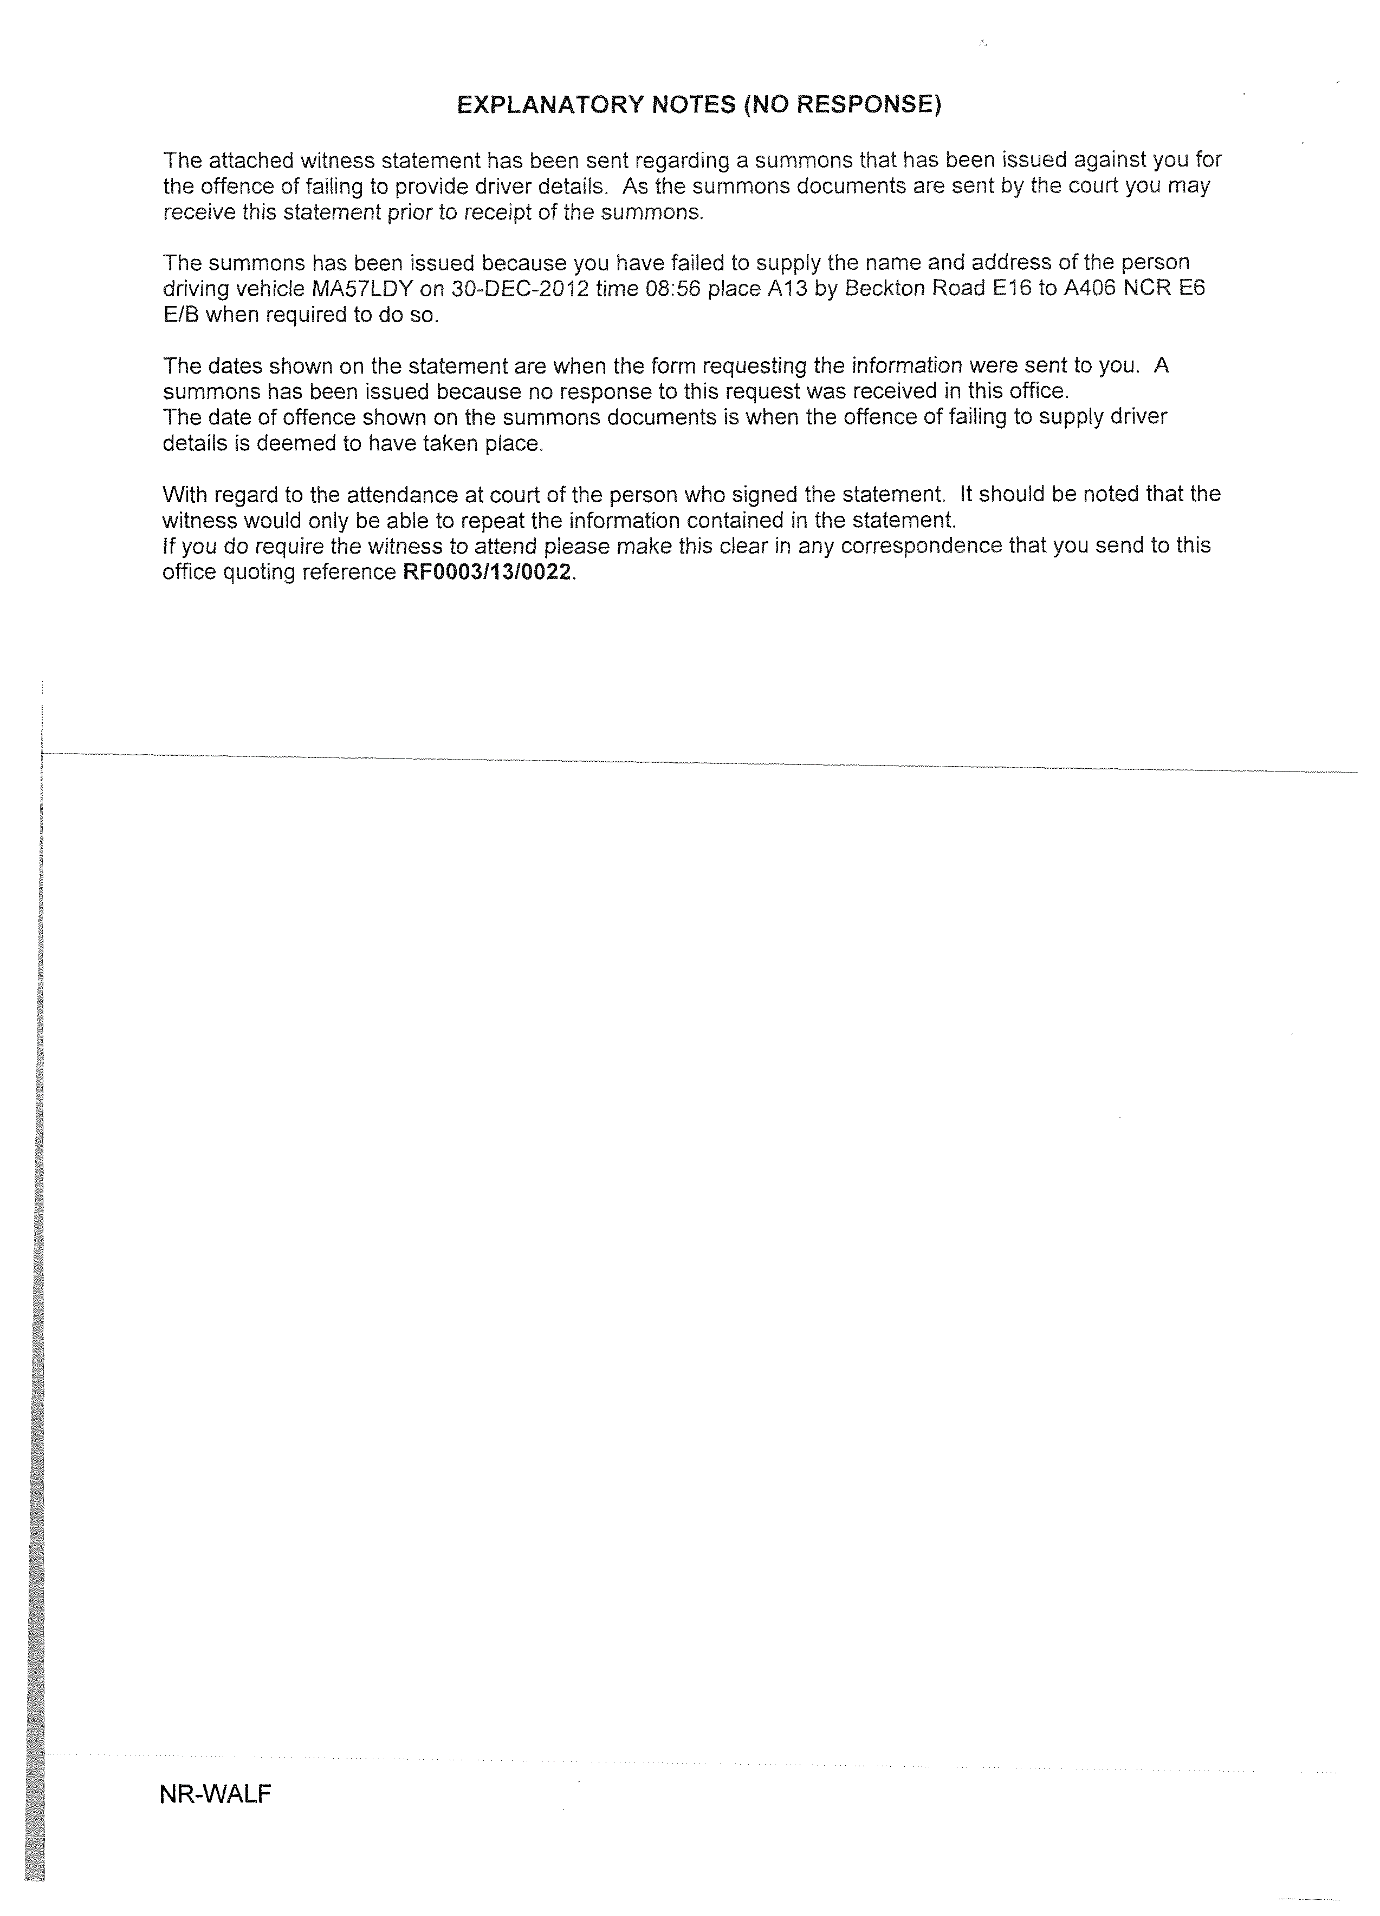 EXPLANATORY NOTES (NO RESPONSE)
The attached witness statement has been sent regarding a summons that has been issued against you for
the offence of failing to provide driver details.  As the summons documents are sent by the court you may
receive this statement prior to receipt of the summons.
The summons has been issued because you have failed to supply the name and address of the person
driving vehicle MA57LDY on 30-DEC-2012 time 08:56 place A13 by Beckton Road E16 to A406 NCR E6
E/B when required to do so.
The dates shown on the statement are when the form requesting the information were sent to you.  A
summons has been issued because no response to this request was received in this office.
The date of offence shown on the summons documents is when the offence of failing to supply driver
details is deemed to have taken place.
With regard to the attendance at court of the person who signed the statement.  It should be noted that the
witness would only be able to repeat the information contained in the statement.
If you do require the witness to attend please make this clear in any correspondence that you send to this
office quoting reference RF0003/13/0022.
NR-WALF